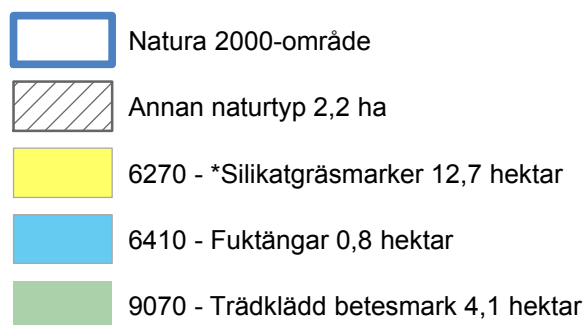 Natura 2000-område
Annan naturtyp 2,2 ha
6270 - *Silikatgräsmarker 12,7 hektar
6410 - Fuktängar 0,8 hektar
9070 - Trädklädd betesmark 4,1 hektar